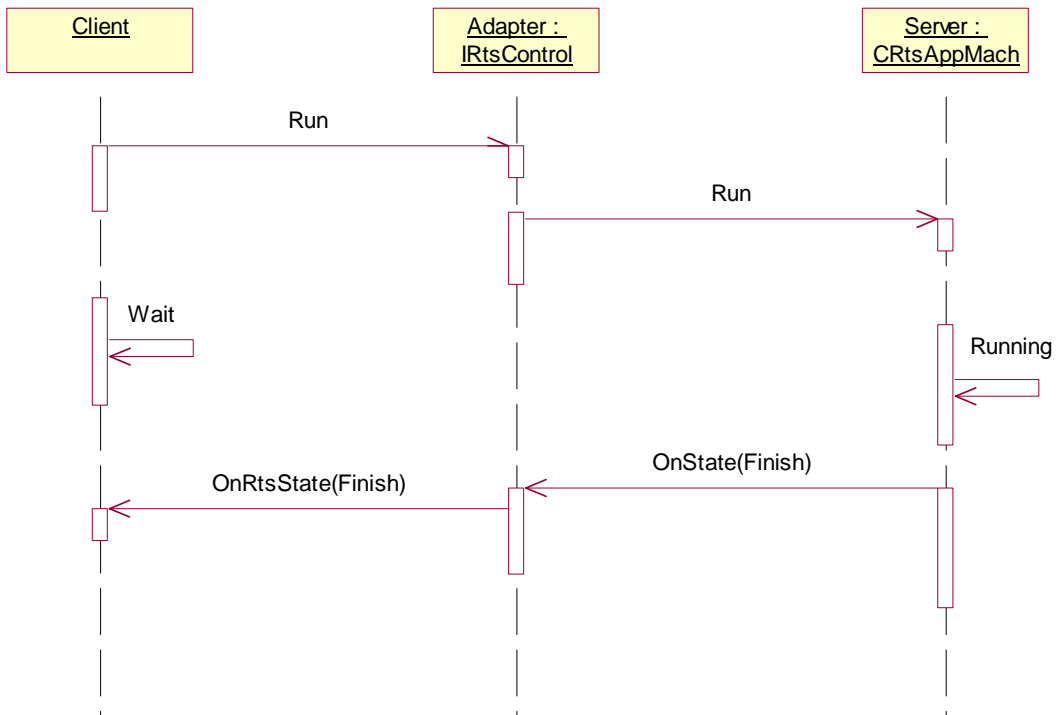 Client
Adapter :
IRtsControl
Server :
CRtsAppMach
Run
Run
Wait
Running
OnState(Finish)
OnRtsState(Finish)